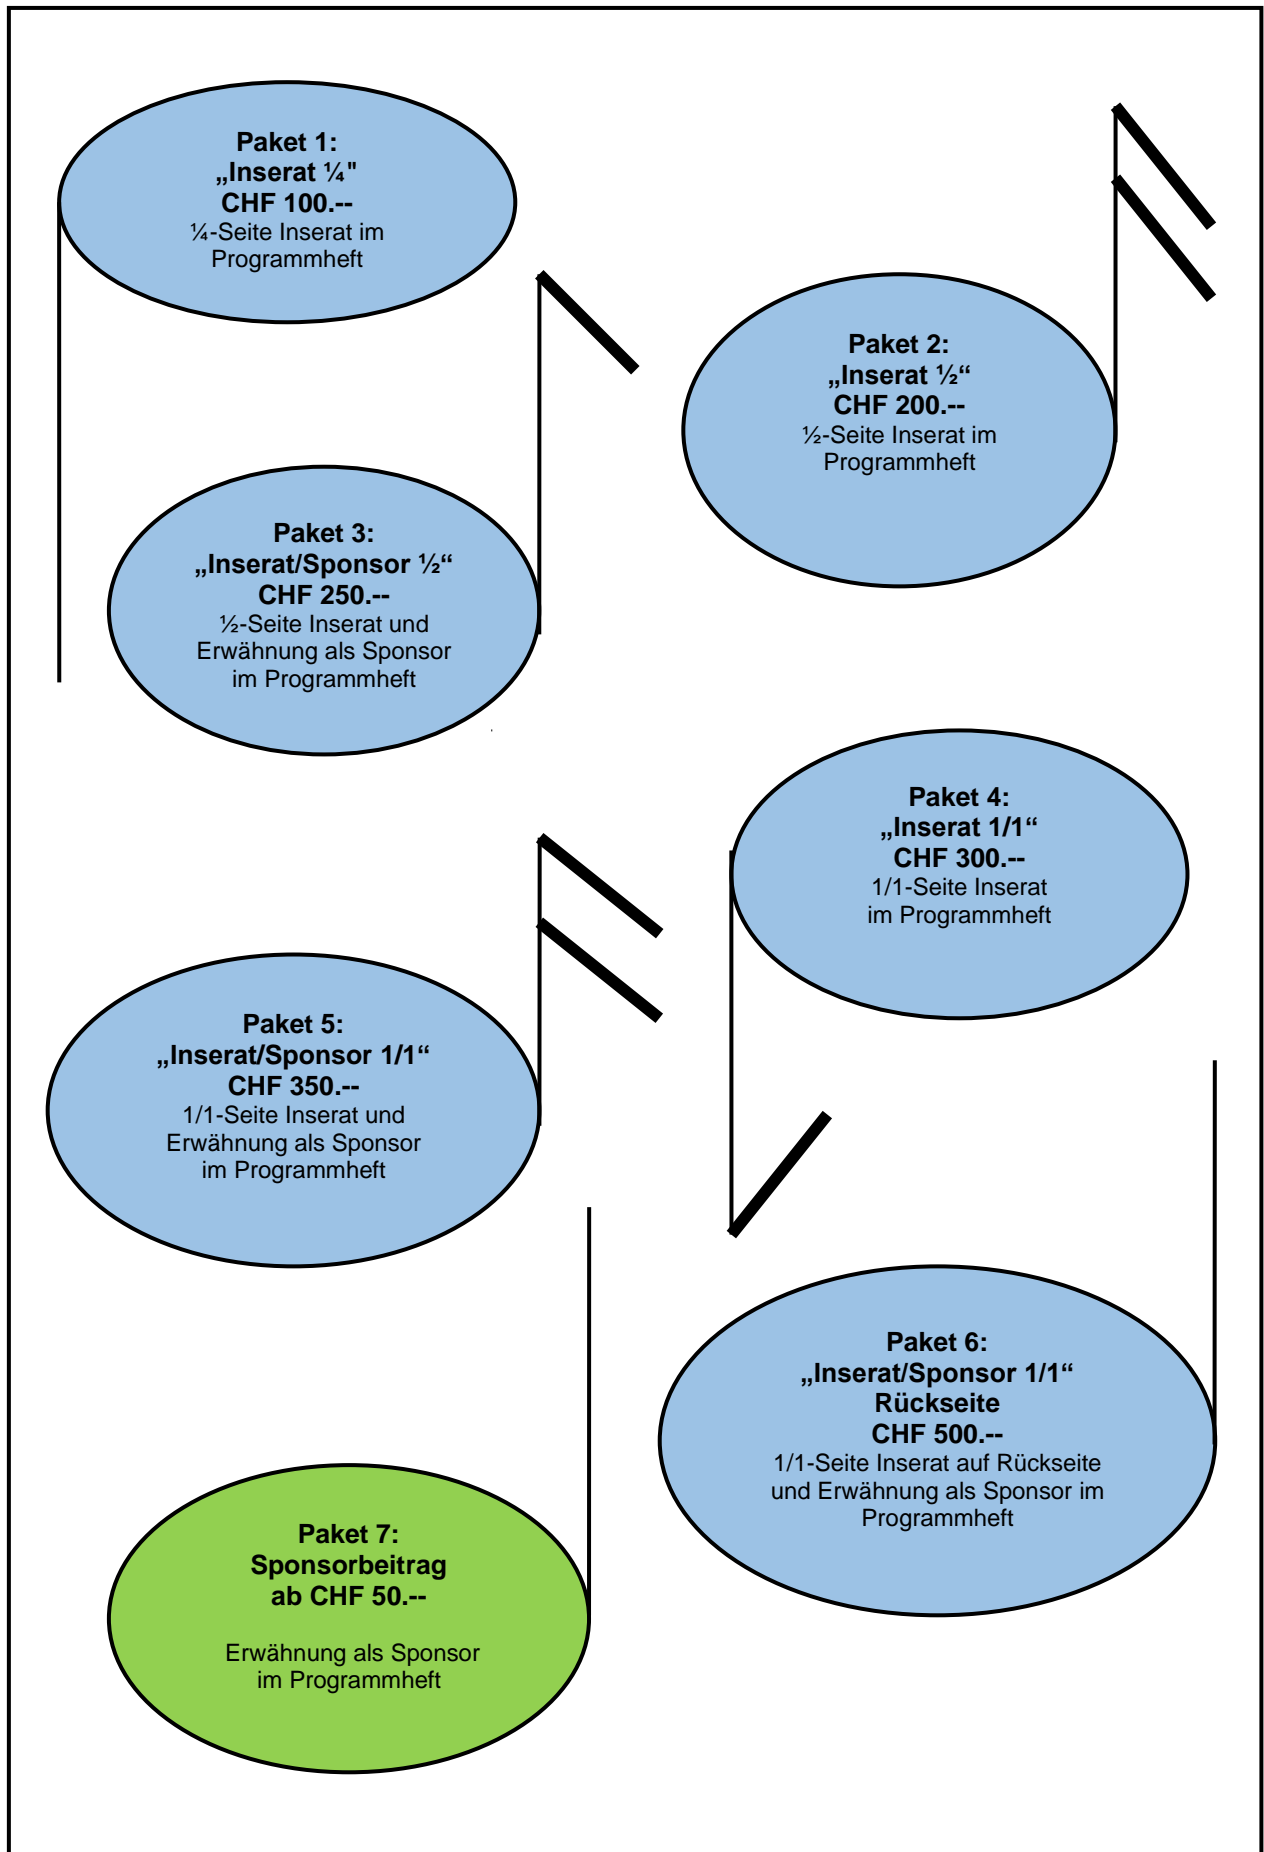 Paket 1:
„Inserat ¼"
CHF 100.--
¼-Seite Inserat im
Programmheft
Paket 2:
„Inserat ½“
CHF 200.--
½-Seite Inserat im
Programmheft
Paket 3:
„Inserat/Sponsor ½“
CHF 250.--
½-Seite Inserat und
Erwähnung als Sponsor
im Programmheft
Paket 4:
„Inserat 1/1“
CHF 300.--
1/1-Seite Inserat
im Programmheft
Paket 5:
„Inserat/Sponsor 1/1“
CHF 350.--
1/1-Seite Inserat und
Erwähnung als Sponsor
im Programmheft
Paket 6:
„Inserat/Sponsor 1/1“
Rückseite
CHF 500.--
1/1-Seite Inserat auf Rückseite
und Erwähnung als Sponsor im
Programmheft
Paket 7:
Sponsorbeitrag
ab CHF 50.--
Erwähnung als Sponsor
im Programmheft